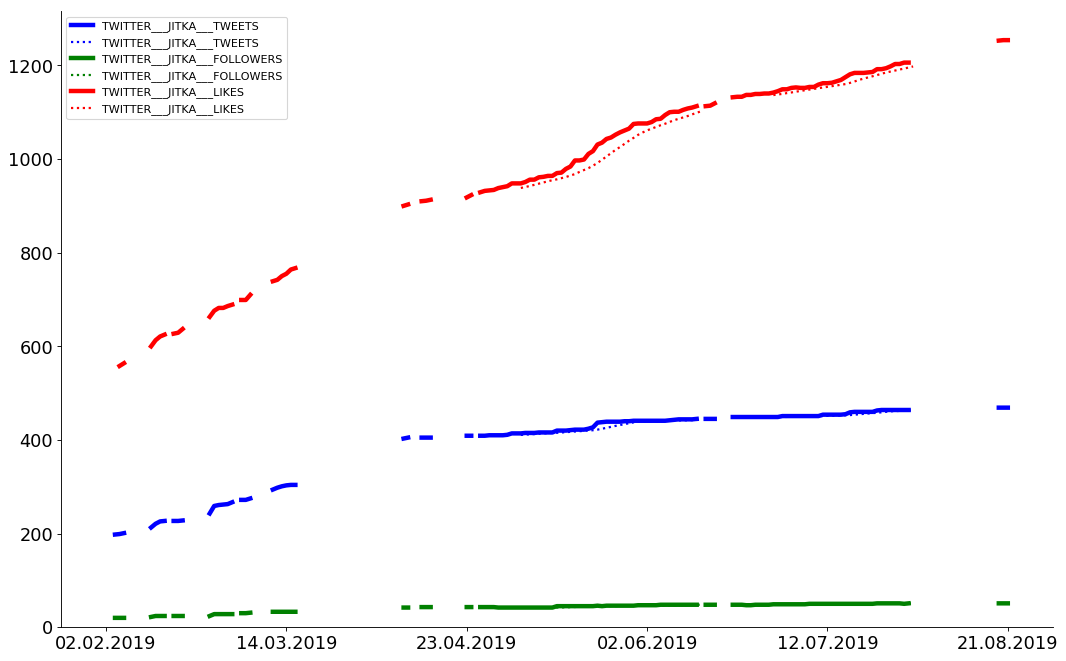 TWITTER___JITKA___TWEETS
TWITTER___JITKA___TWEETS
TWITTER___JITKA___FOLLOWERS
TWITTER___JITKA___FOLLOWERS
TWITTER___JITKA___LIKES
TWITTER___JITKA___LIKES
1200
1000
800
600
400
200
0
02.02.2019 14.03.2019 23.04.2019 02.06.2019 12.07.2019 21.08.2019